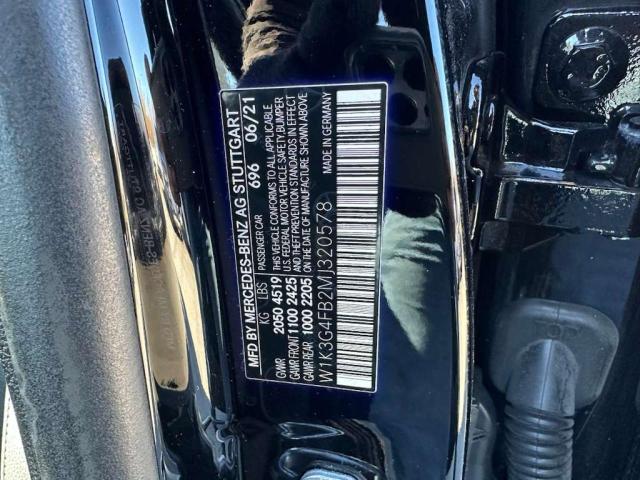 MFD BY MERCEDES-BENZ AG STUTTGART
KG LBS PASSENGER CAR 696 06/21
GVWR 2050 4519 THIS VEHICLE CONFORMS TO ALL APPLICABLE
GAWR FRONT 1100 2425 U.S. FEDERAL MOTOR VEHICLE SAFETY, BUMPER
GAWR REAR 1000 2205 AND THEFT PREVENTION STANDARDS IN EFFECT
ON THE DATE OF MANUFACTURE SHOWN ABOVE
MADE IN GERMANY
W1K3G4FB2MJ320578